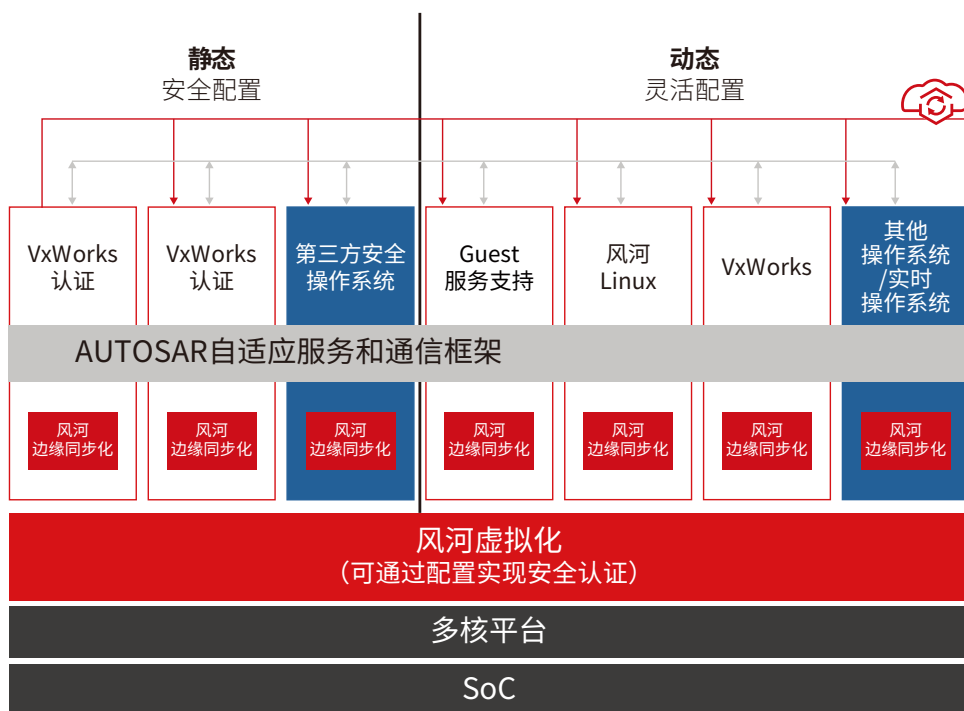 静态
安全配置
动态
灵活配置
VxWorks
认证
VxWorks
认证
第三方安全
操作系统
Guest
服务支持
风河
Linux
VxWorks
其他
操作系统
/实时
操作系统
AUTOSAR自适应服务和通信框架
风河
边缘同步化
风河
边缘同步化
风河
边缘同步化
风河
边缘同步化
风河
边缘同步化
风河
边缘同步化
风河
边缘同步化
风河虚拟化
（可通过配置实现安全认证）
多核平台
SoC